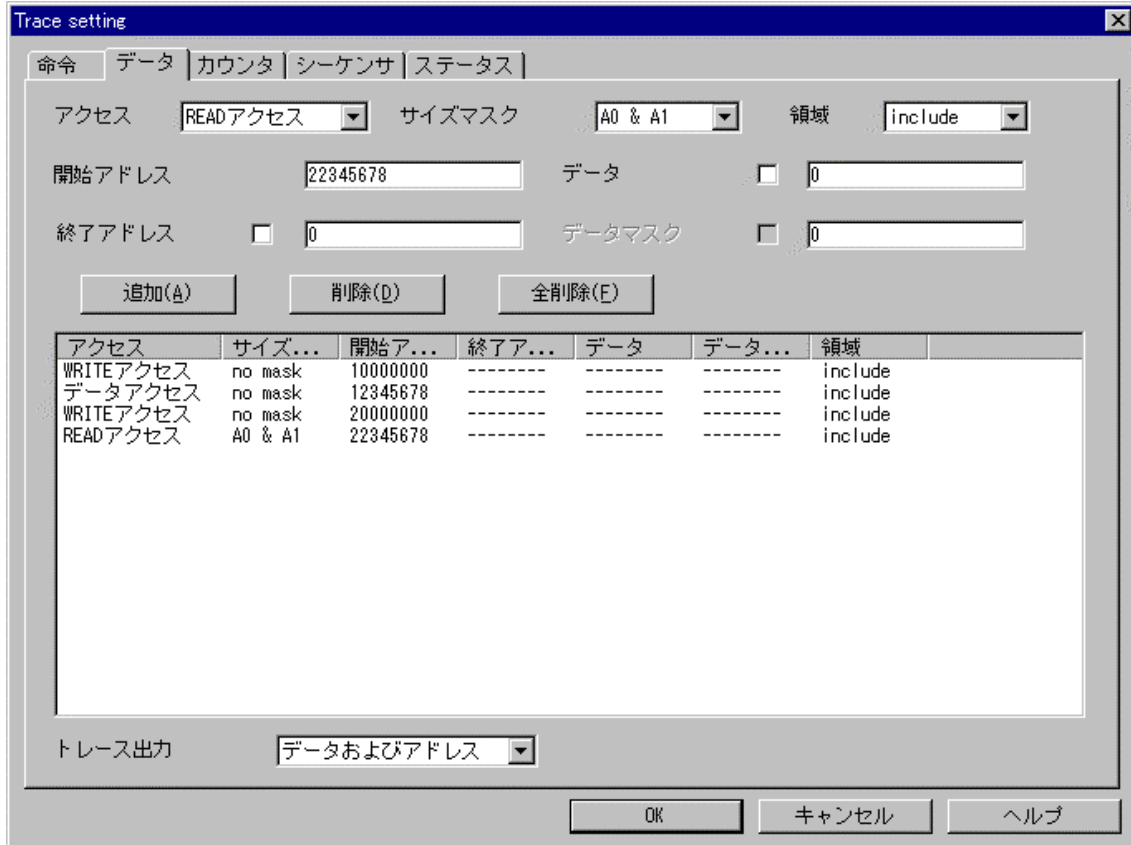 Trace setting
命令 データ カウンタ シーケンサ ステータス
アクセス READアクセス サイズマスク A0 & A1 領域 include
開始アドレス 22345678 データ 0
終了アドレス 0 データマスク 0
追加(A) 削除(D) 全削除(F)
アクセス サイズ... 開始ア... 終了ア... データ データ... 領域
WRITEアクセス no mask 10000000 -------- -------- -------- include
データアクセス no mask 12345678 -------- -------- -------- include
WRITEアクセス no mask 20000000 -------- -------- -------- include
READアクセス A0 & A1 22345678 -------- -------- -------- include
トレース出力 データおよびアドレス
OK キャンセル ヘルプ